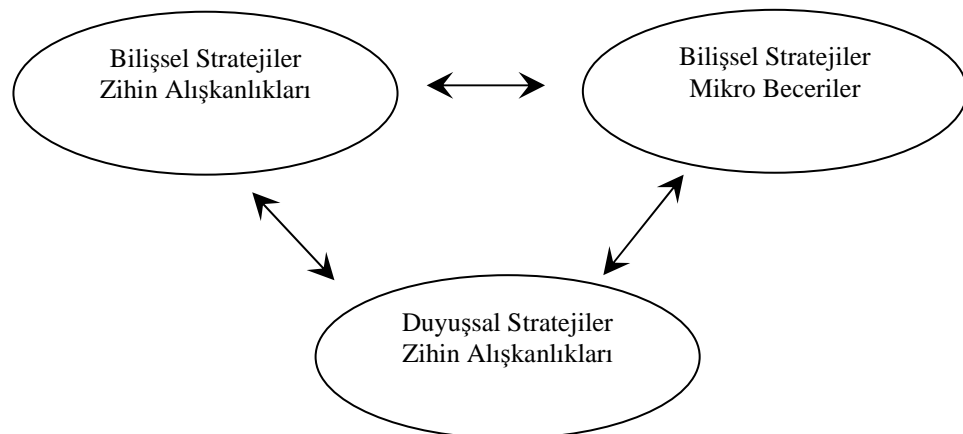 Bilişsel Stratejiler
Zihin Alışkanlıkları
Bilişsel Stratejiler
Mikro Beceriler
Duyuşsal Stratejiler
Zihin Alışkanlıkları